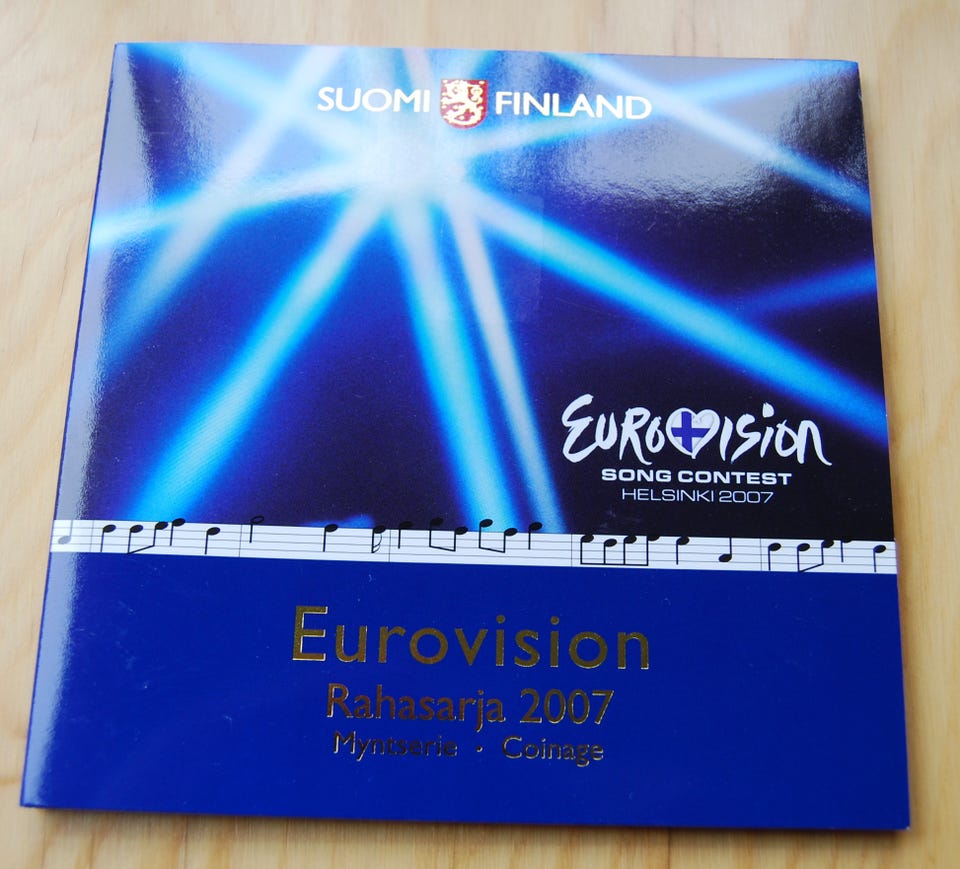 SUOMI FINLAND
EUROVISION
SONG CONTEST
HELSINKI 2007
Eurovision
Rahasarja 2007
Myntserie · Coinage